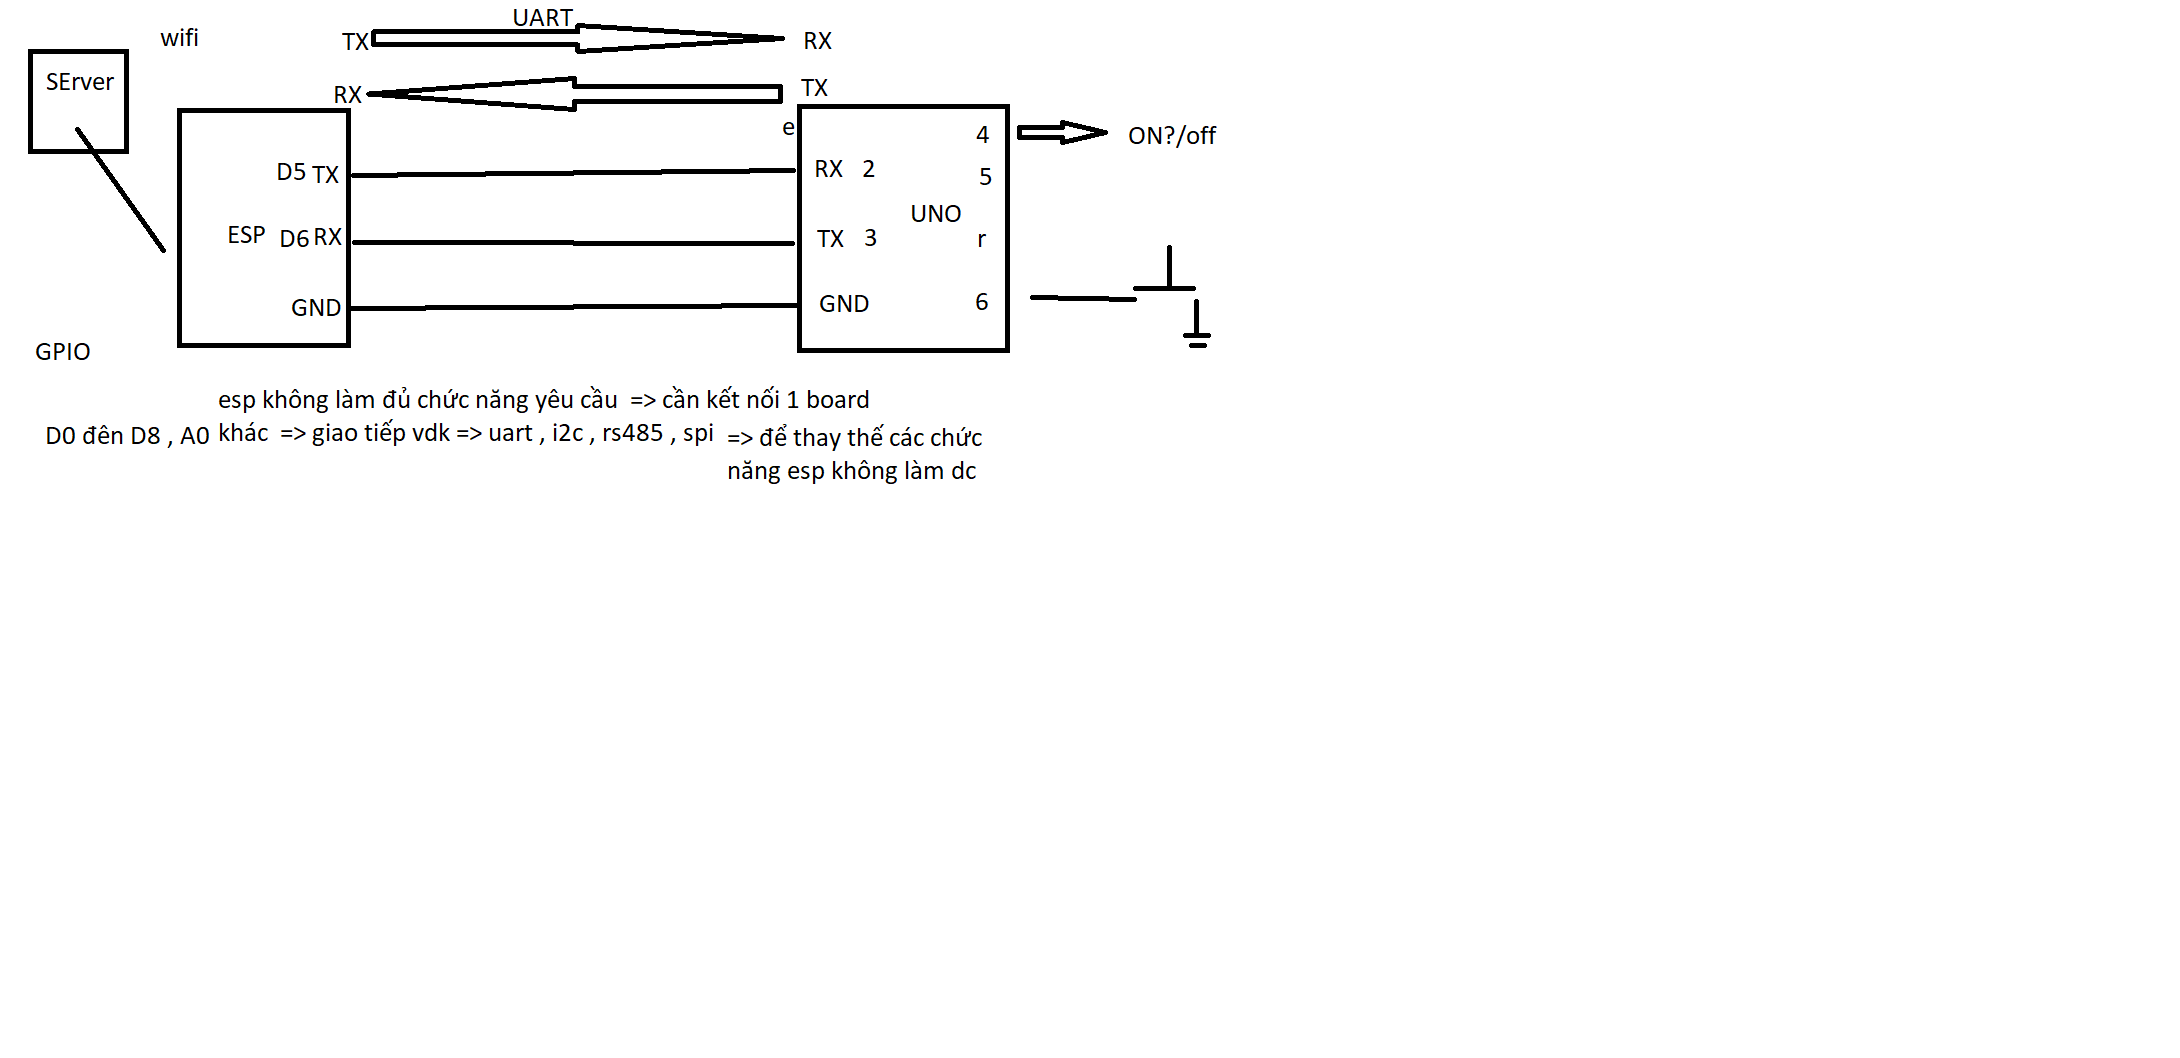 UART
wifi
TX
RX
SErver
RX
TX
e
4
ON?/off
D5 TX
RX 2
5
UNO
ESP D6 RX
TX 3
r
GND
GND
6
GPIO
esp không làm đủ chức năng yêu cầu => cần kết nối 1 board
D0 đên D8 , A0
khác => giao tiếp vdk => uart , i2c , rs485 , spi
=> để thay thế các chức
năng esp không làm dc